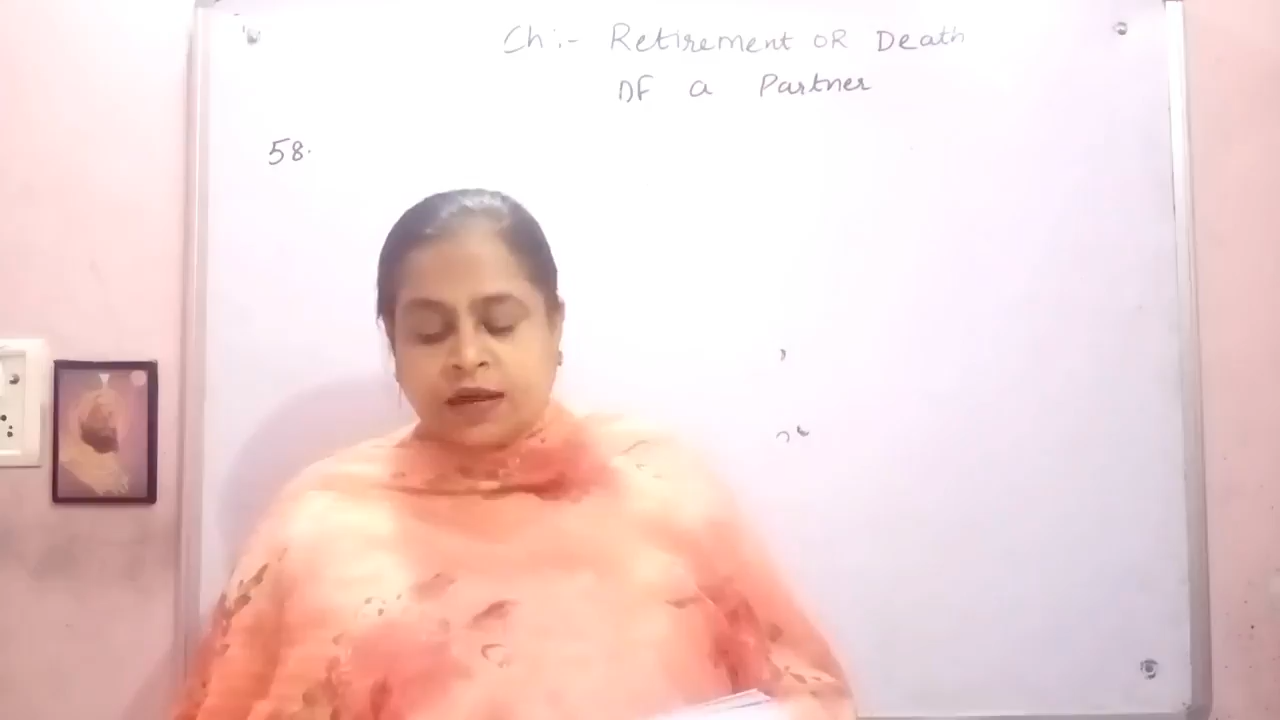 Ch :- Retirement OR Death
OF a Partner
58.